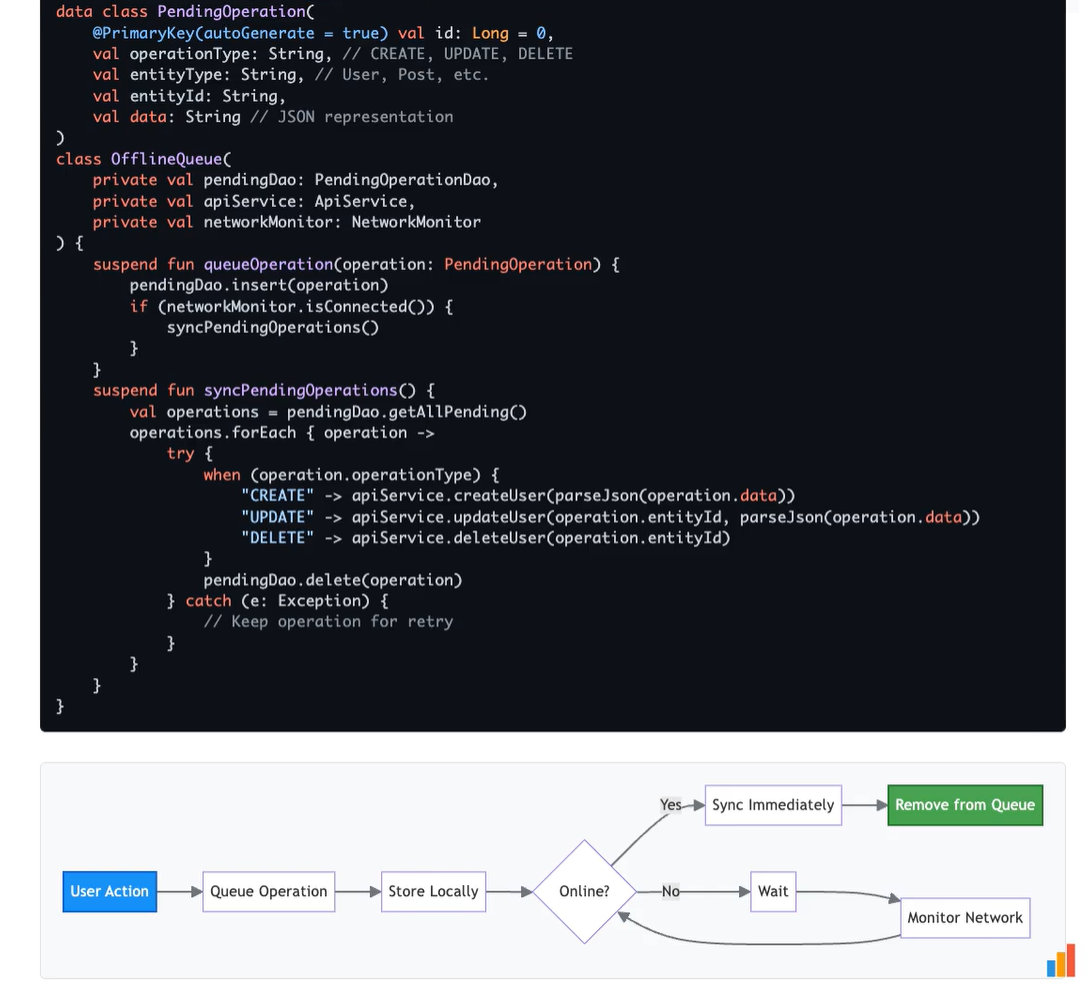 data class PendingOperation(
    @PrimaryKey(autoGenerate = true) val id: Long = 0,
    val operationType: String, // CREATE, UPDATE, DELETE
    val entityType: String, // User, Post, etc.
    val entityId: String,
    val data: String // JSON representation
)
class OfflineQueue(
    private val pendingDao: PendingOperationDao,
    private val apiService: ApiService,
    private val networkMonitor: NetworkMonitor
) {
    suspend fun queueOperation(operation: PendingOperation) {
        pendingDao.insert(operation)
        if (networkMonitor.isConnected()) {
            syncPendingOperations()
        }
    }
    suspend fun syncPendingOperations() {
        val operations = pendingDao.getAllPending()
        operations.forEach { operation ->
            try {
                when (operation.operationType) {
                    "CREATE" -> apiService.createUser(parseJson(operation.data))
                    "UPDATE" -> apiService.updateUser(operation.entityId, parseJson(operation.data))
                    "DELETE" -> apiService.deleteUser(operation.entityId)
                }
                pendingDao.delete(operation)
            } catch (e: Exception) {
                // Keep operation for retry
            }
        }
    }
}
User Action
Queue Operation
Store Locally
Online?
Yes
Sync Immediately
Remove from Queue
No
Wait
Monitor Network